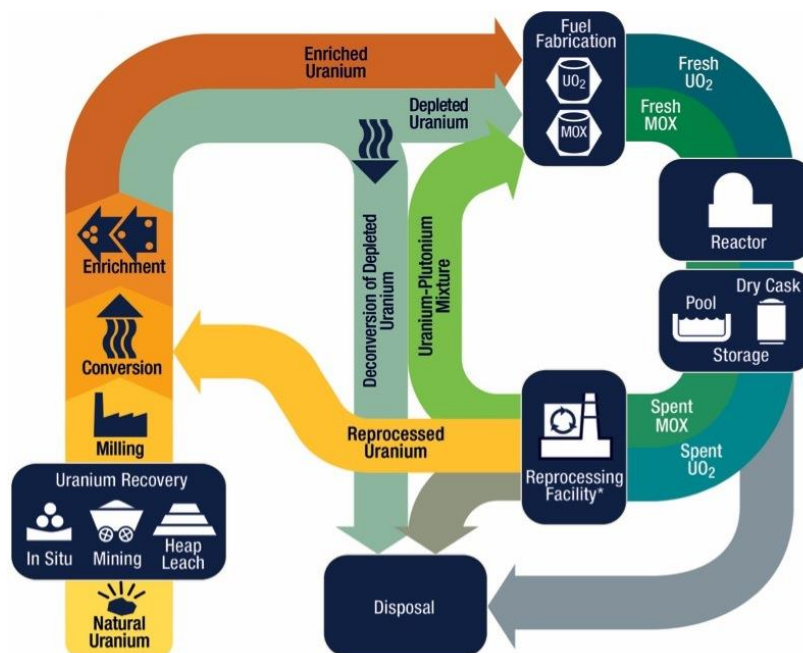 Enriched
Uranium
Depleted
Uranium
Fuel
Fabrication
UO₂
MOX
Fresh
UO₂
Fresh
MOX
Reactor
Pool
Dry Cask
Storage
Spent
MOX
Spent
UO₂
Reprocessing
Facility*
Uranium-Plutonium
Mixture
Deconversion of Depleted
Uranium
Reprocessed
Uranium
Enrichment
Conversion
Milling
Uranium Recovery
In Situ
Mining
Heap
Leach
Natural
Uranium
Disposal